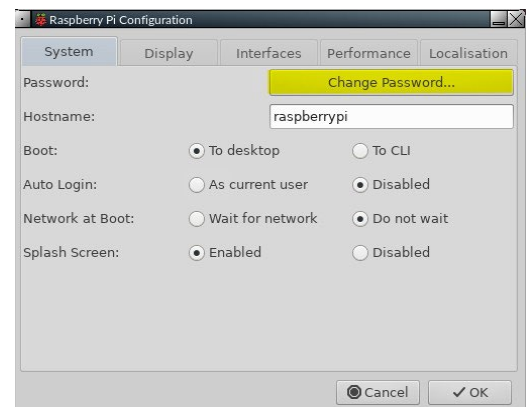 Raspberry Pi Configuration
System Display Interfaces Performance Localisation
Password: Change Password...
Hostname: raspberrypi
Boot: To desktop To CLI
Auto Login: As current user Disabled
Network at Boot: Wait for network Do not wait
Splash Screen: Enabled Disabled
Cancel OK